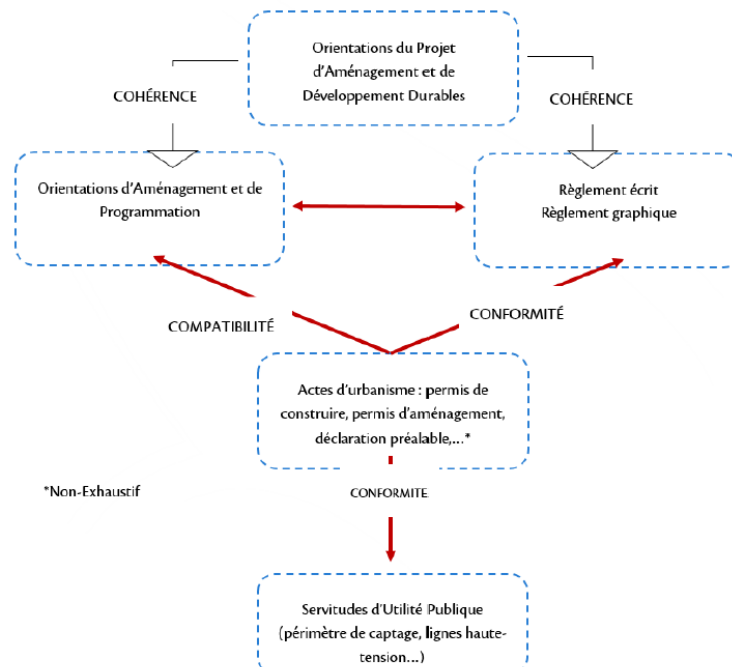 Orientations du Projet
d'Aménagement et de
Développement Durables
COHÉRENCE
COHÉRENCE
Orientations d'Aménagement et de
Programmation
Règlement écrit
Règlement graphique
COMPATIBILITÉ
CONFORMITÉ
Actes d'urbanisme : permis de
construire, permis d'aménagement,
déclaration préalable,...*
*Non-Exhaustif
CONFORMITE
Servitudes d'Utilité Publique
(périmètre de captage, lignes haute-
tension...)